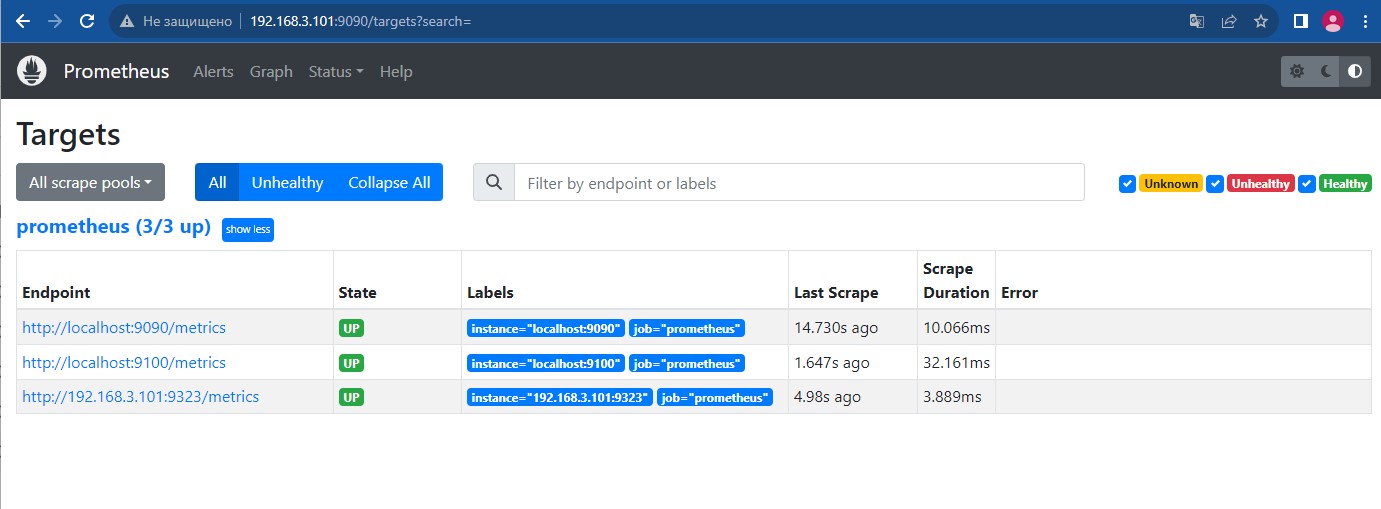 Не защищено 192.168.3.101:9090/targets?search=
Prometheus Alerts Graph Status Help
Targets
All scrape pools All Unhealthy Collapse All Filter by endpoint or labels Unknown Unhealthy Healthy
prometheus (3/3 up) show less
Endpoint State Labels Last Scrape Scrape Duration Error
http://localhost:9090/metrics UP instance="localhost:9090" job="prometheus" 14.730s ago 10.066ms
http://localhost:9100/metrics UP instance="localhost:9100" job="prometheus" 1.647s ago 32.161ms
http://192.168.3.101:9323/metrics UP instance="192.168.3.101:9323" job="prometheus" 4.98s ago 3.889ms